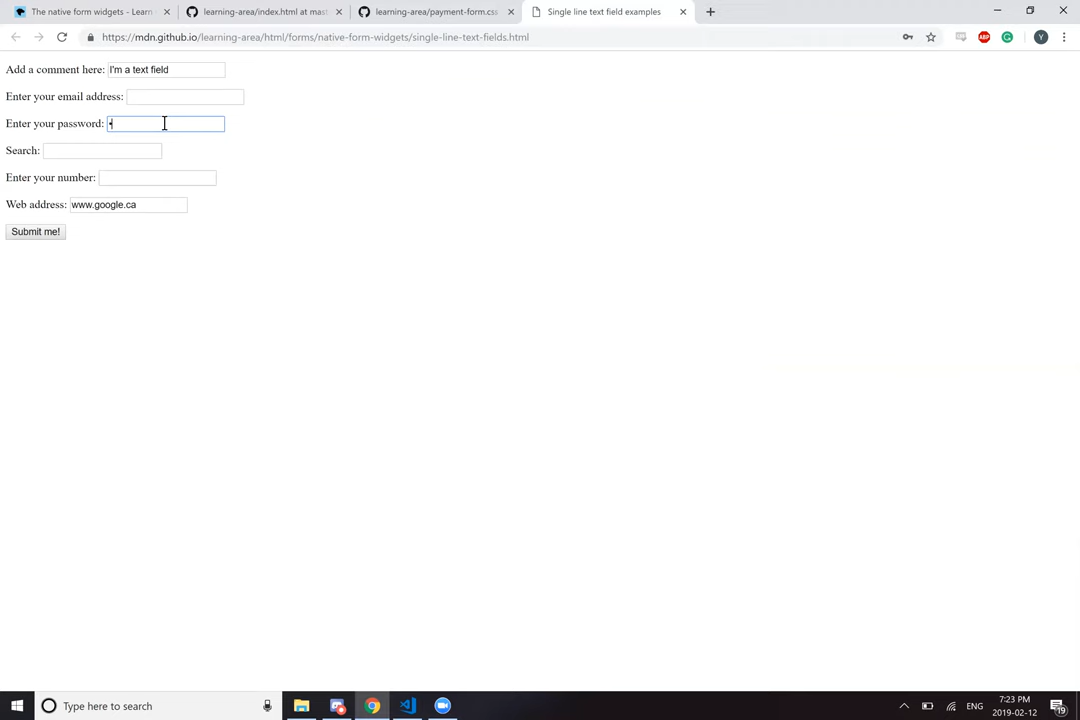 The native form widgets - Learn
learning-area/index.html at mast
learning-area/payment-form.css
Single line text field examples
https://mdn.github.io/learning-area/html/forms/native-form-widgets/single-line-text-fields.html
ABP
G
Y
Add a comment here: I'm a text field
Enter your email address:
Enter your password: •
Search:
Enter your number:
Web address: www.google.ca
Submit me!
Type here to search
ENG
7:23 PM
2019-02-12
19